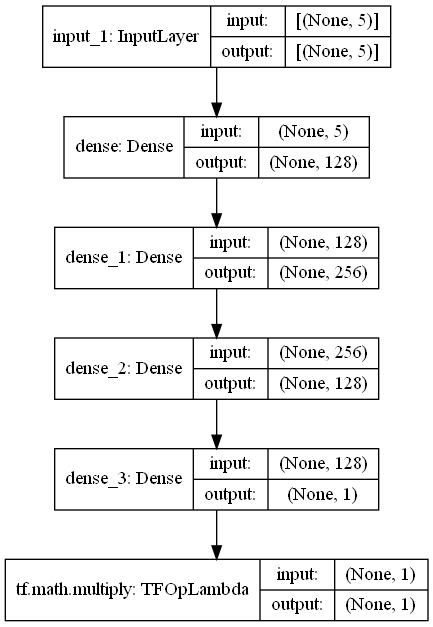 input_1: InputLayer
input: [(None, 5)]
output: [(None, 5)]
dense: Dense
input: (None, 5)
output: (None, 128)
dense_1: Dense
input: (None, 128)
output: (None, 256)
dense_2: Dense
input: (None, 256)
output: (None, 128)
dense_3: Dense
input: (None, 128)
output: (None, 1)
tf.math.multiply: TFOpLambda
input: (None, 1)
output: (None, 1)